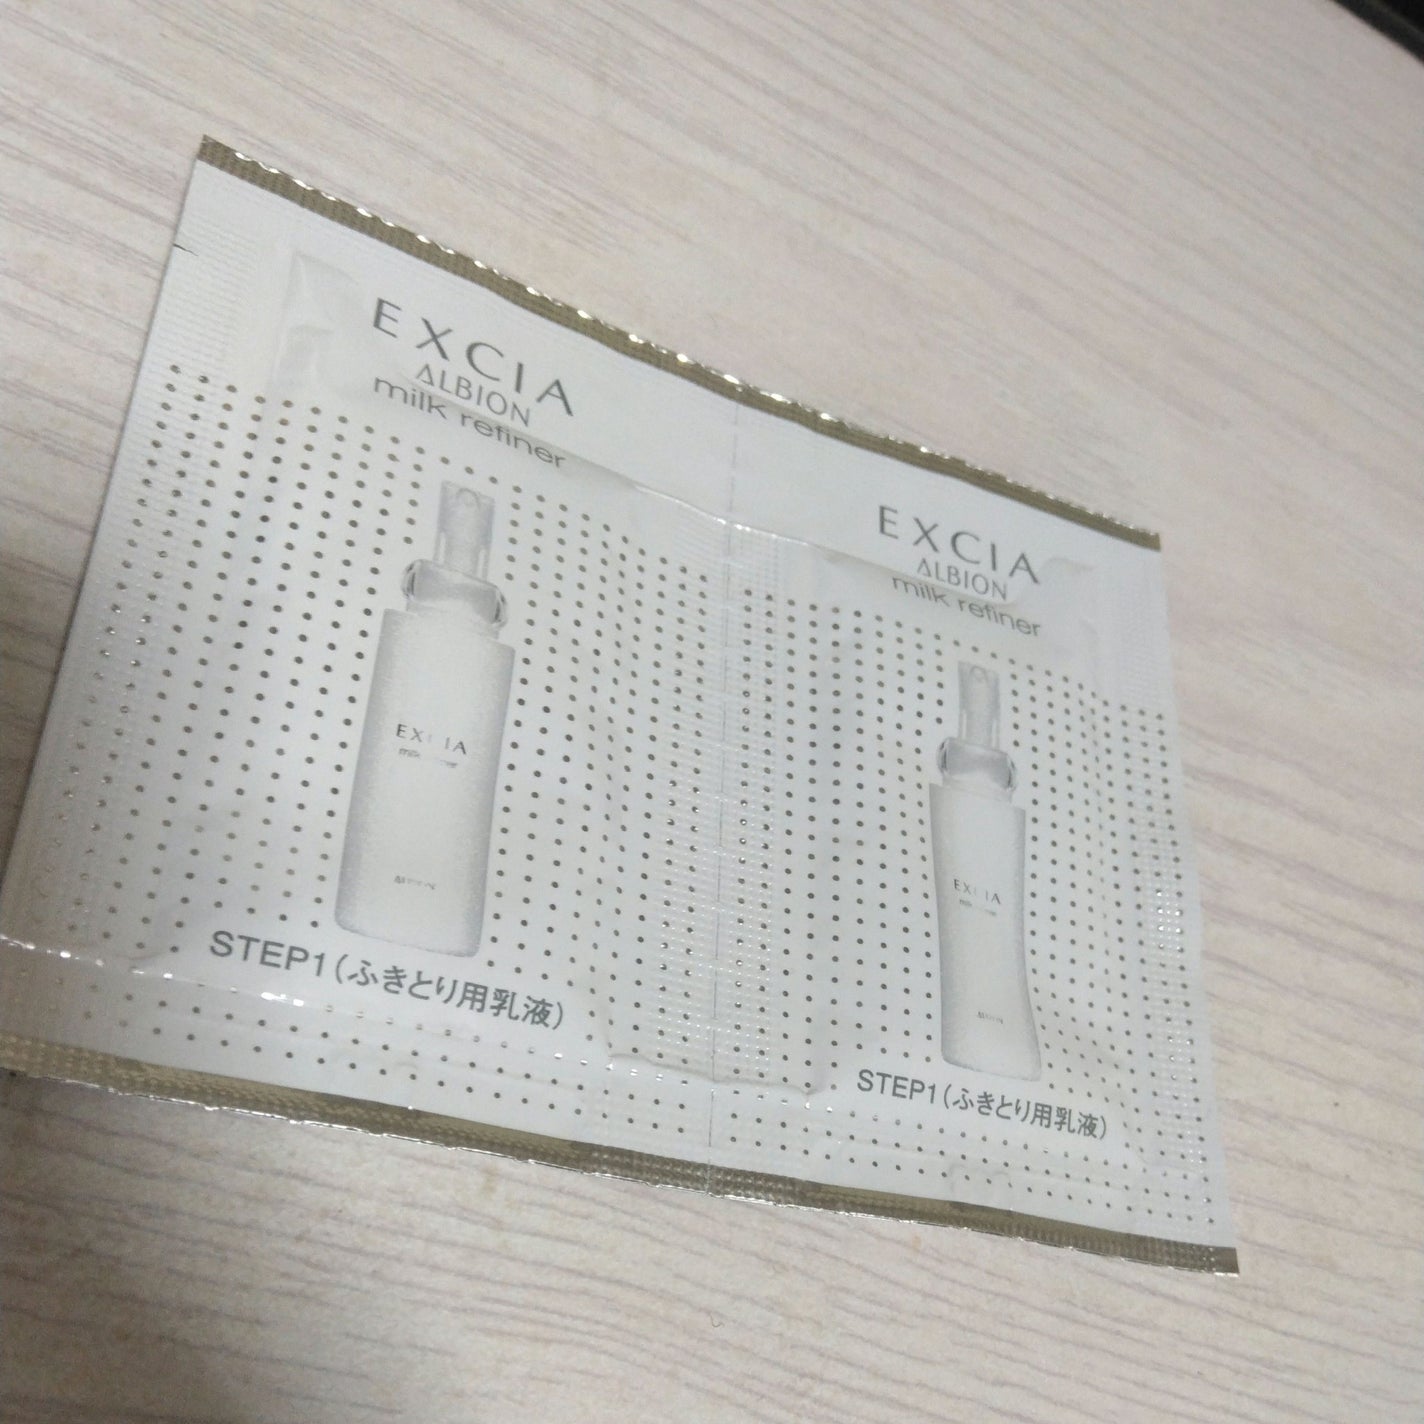 EXCIA
ALBION
milk refiner
EXCIA
STEP1(ふきとり用乳液)
EXCIA
ALBION
milk refiner
EXCIA
STEP1(ふきとり用乳液)